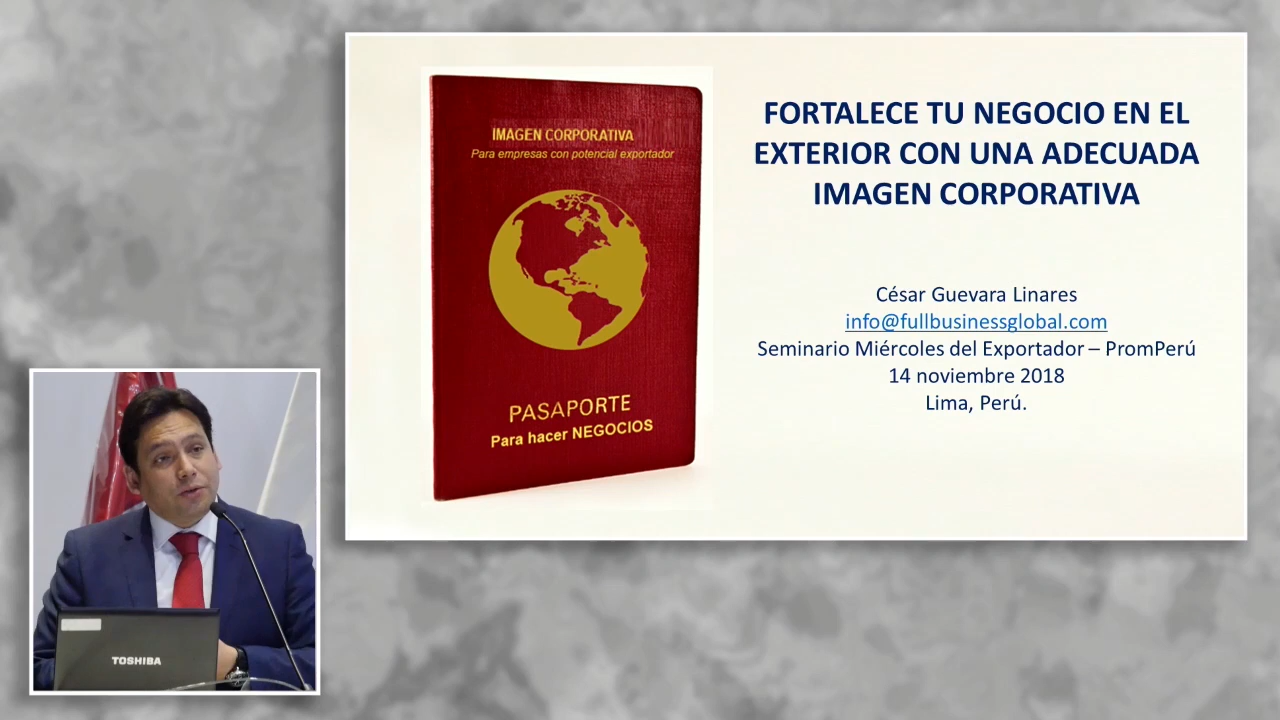 IMAGEN CORPORATIVA
Para empresas con potencial exportador
PASAPORTE
Para hacer NEGOCIOS
FORTALECE TU NEGOCIO EN EL
EXTERIOR CON UNA ADECUADA
IMAGEN CORPORATIVA
César Guevara Linares
info@fullbusinessglobal.com
Seminario Miércoles del Exportador – PromPerú
14 noviembre 2018
Lima, Perú.
TOSHIBA